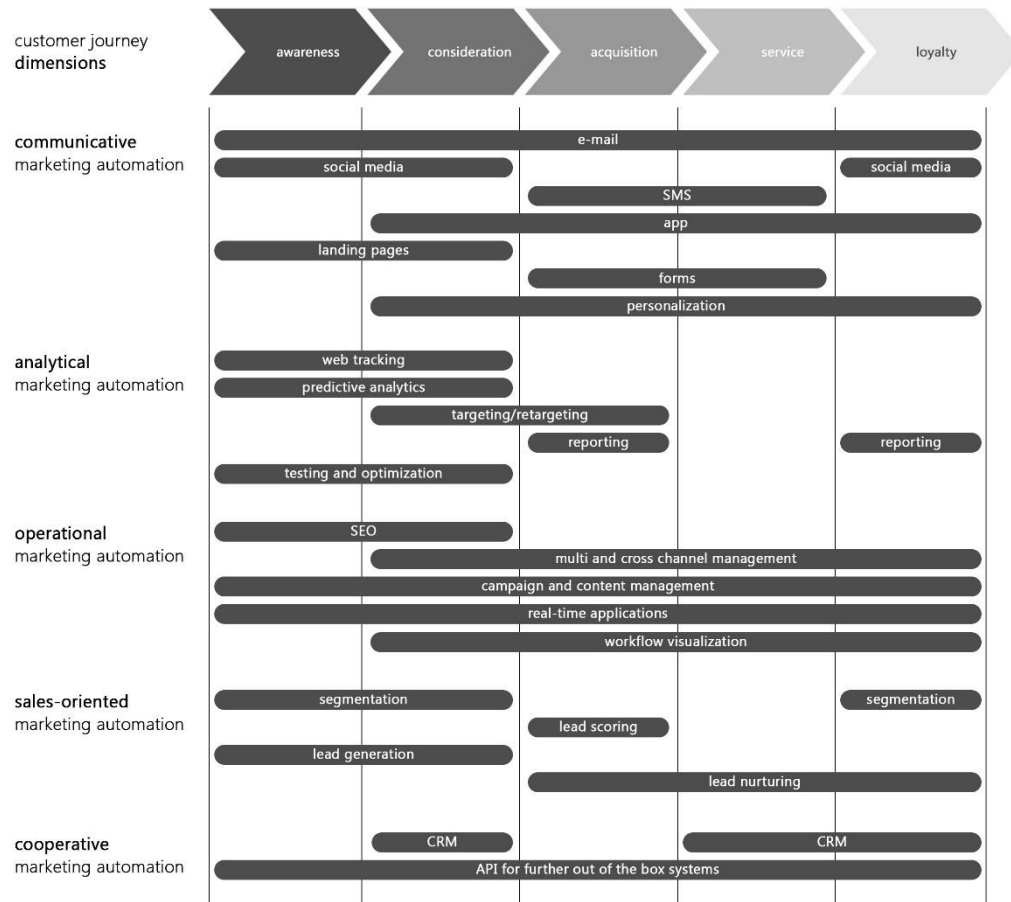 customer journey
dimensions
awareness
consideration
acquisition
service
loyalty
communicative
marketing automation
e-mail
social media
social media
SMS
app
landing pages
forms
personalization
analytical
marketing automation
web tracking
predictive analytics
targeting/retargeting
reporting
reporting
testing and optimization
operational
marketing automation
SEO
multi and cross channel management
campaign and content management
real-time applications
workflow visualization
sales-oriented
marketing automation
segmentation
segmentation
lead scoring
lead generation
lead nurturing
cooperative
marketing automation
CRM
CRM
API for further out of the box systems